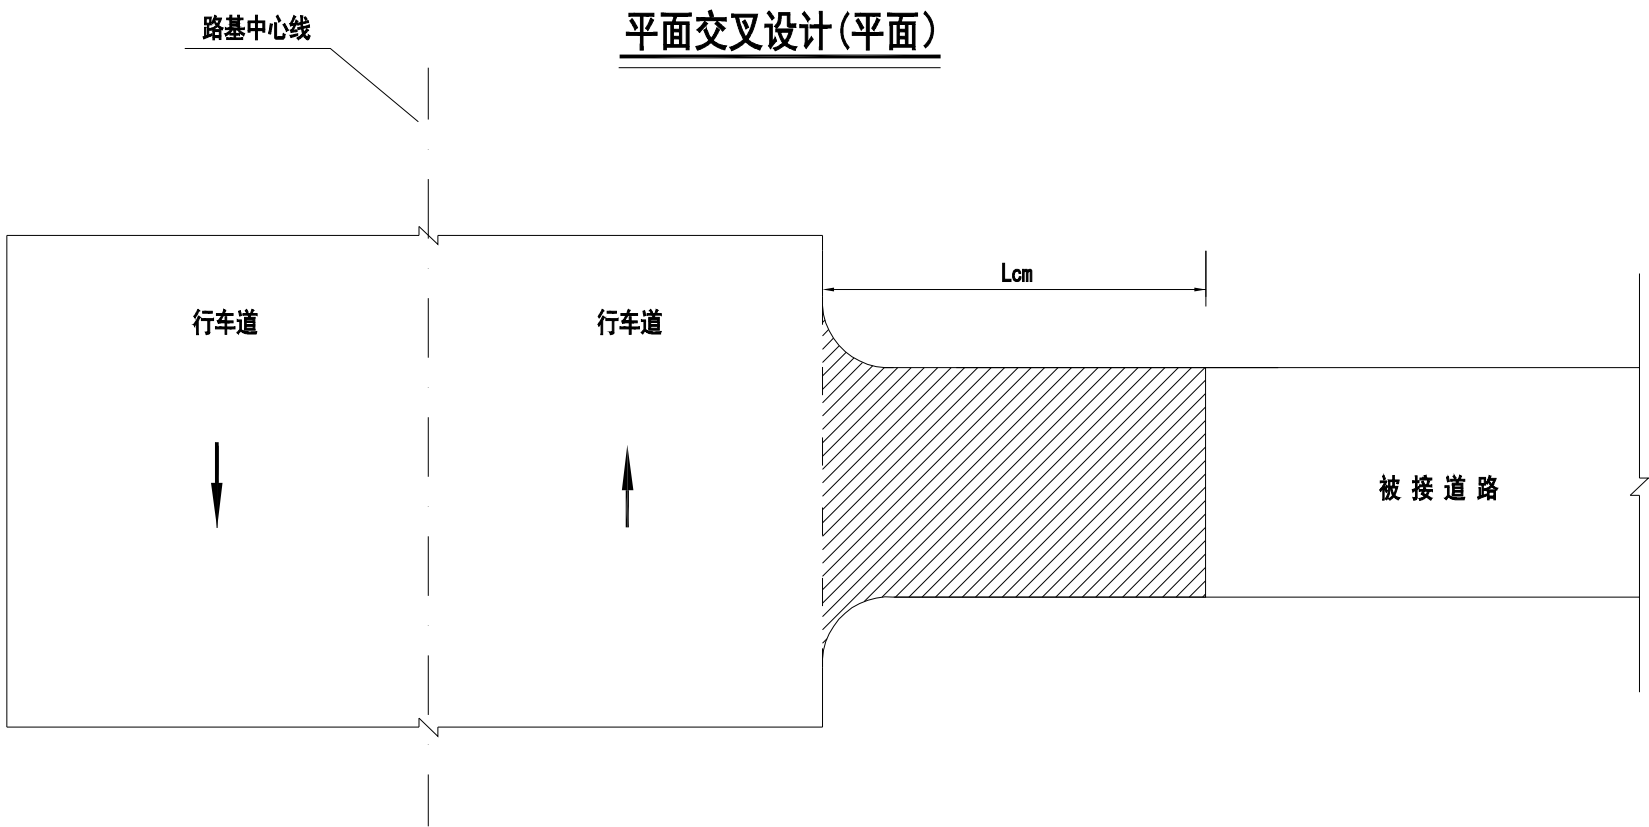 平面交叉设计(平面)
路基中心线
Lcm
行车道
行车道
被接道路